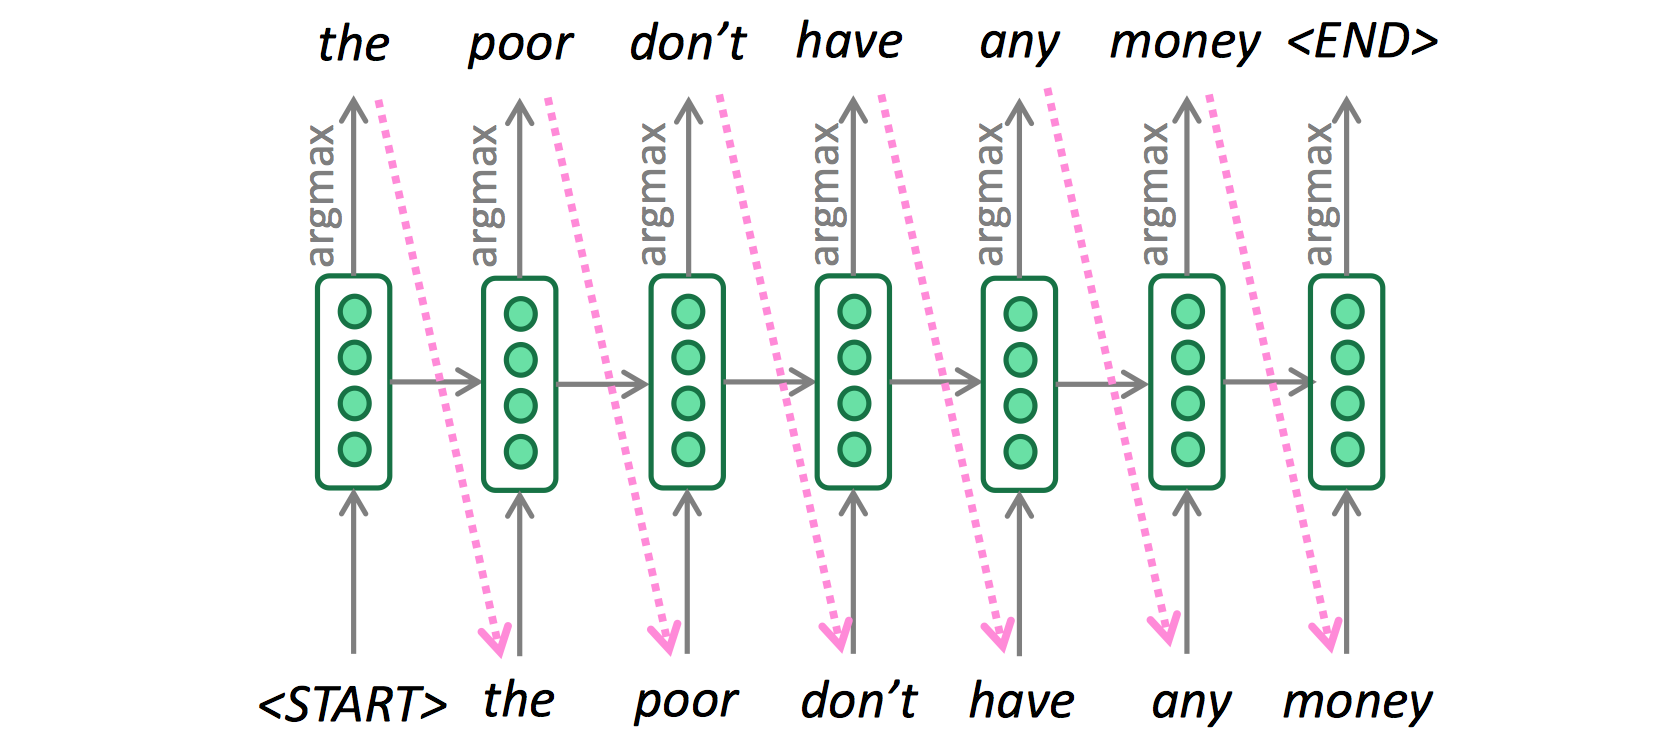 the poor don’t have any money <END>
argmax argmax argmax argmax argmax argmax argmax
<START> the poor don’t have any money